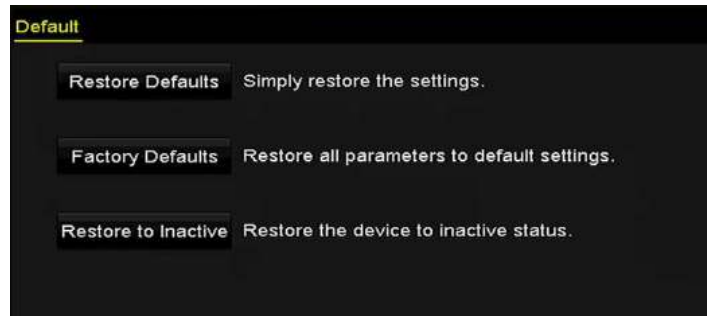 Default
Restore Defaults Simply restore the settings.
Factory Defaults Restore all parameters to default settings.
Restore to Inactive Restore the device to inactive status.